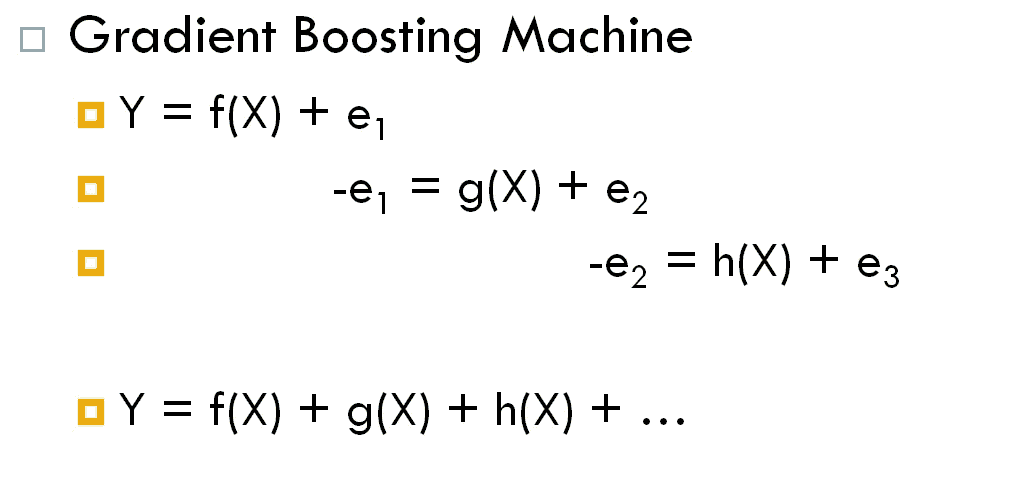 Gradient Boosting Machine
Y = f(X) + e₁
-e₁ = g(X) + e₂
-e₂ = h(X) + e₃
Y = f(X) + g(X) + h(X) + ...